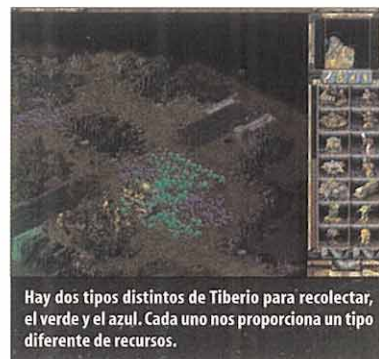 Hay dos tipos distintos de Tiberio para recolectar,
el verde y el azul. Cada uno nos proporciona un tipo
diferente de recursos.